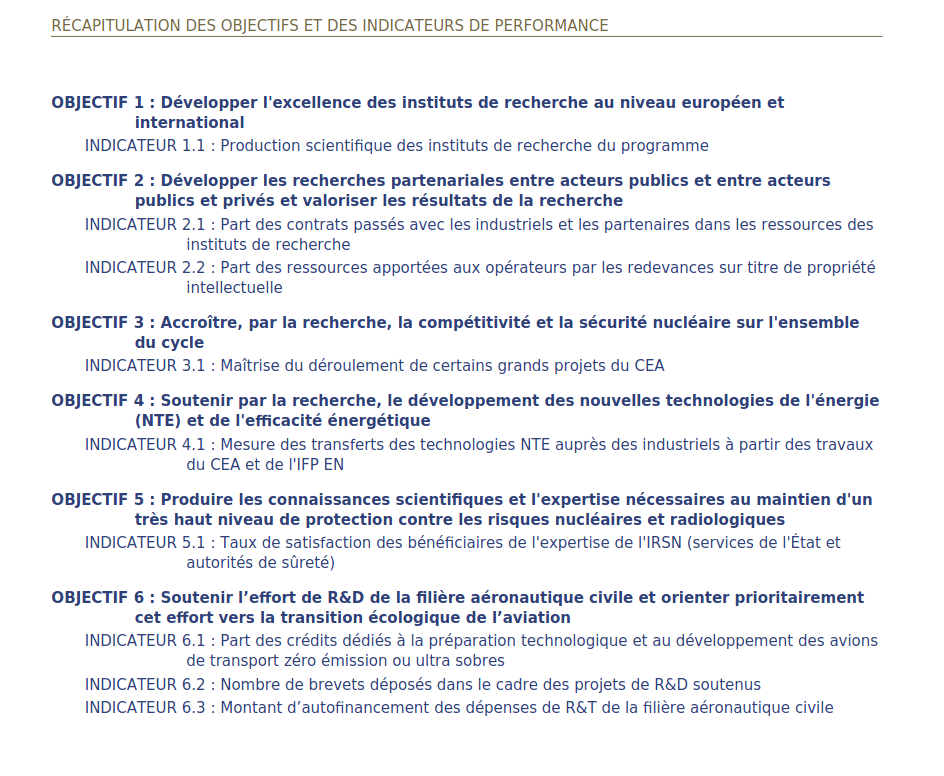 RÉCAPITULATION DES OBJECTIFS ET DES INDICATEURS DE PERFORMANCE
OBJECTIF 1 : Développer l'excellence des instituts de recherche au niveau européen et
international
INDICATEUR 1.1 : Production scientifique des instituts de recherche du programme
OBJECTIF 2 : Développer les recherches partenariales entre acteurs publics et entre acteurs
publics et privés et valoriser les résultats de la recherche
INDICATEUR 2.1 : Part des contrats passés avec les industriels et les partenaires dans les ressources des
instituts de recherche
INDICATEUR 2.2 : Part des ressources apportées aux opérateurs par les redevances sur titre de propriété
intellectuelle
OBJECTIF 3 : Accroître, par la recherche, la compétitivité et la sécurité nucléaire sur l'ensemble
du cycle
INDICATEUR 3.1 : Maîtrise du déroulement de certains grands projets du CEA
OBJECTIF 4 : Soutenir par la recherche, le développement des nouvelles technologies de l'énergie
(NTE) et de l'efficacité énergétique
INDICATEUR 4.1 : Mesure des transferts des technologies NTE auprès des industriels à partir des travaux
du CEA et de l'IFP EN
OBJECTIF 5 : Produire les connaissances scientifiques et l'expertise nécessaires au maintien d'un
très haut niveau de protection contre les risques nucléaires et radiologiques
INDICATEUR 5.1 : Taux de satisfaction des bénéficiaires de l'expertise de l'IRSN (services de l'État et
autorités de sûreté)
OBJECTIF 6 : Soutenir l’effort de R&D de la filière aéronautique civile et orienter prioritairement
cet effort vers la transition écologique de l’aviation
INDICATEUR 6.1 : Part des crédits dédiés à la préparation technologique et au développement des avions
de transport zéro émission ou ultra sobres
INDICATEUR 6.2 : Nombre de brevets déposés dans le cadre des projets de R&D soutenus
INDICATEUR 6.3 : Montant d’autofinancement des dépenses de R&T de la filière aéronautique civile